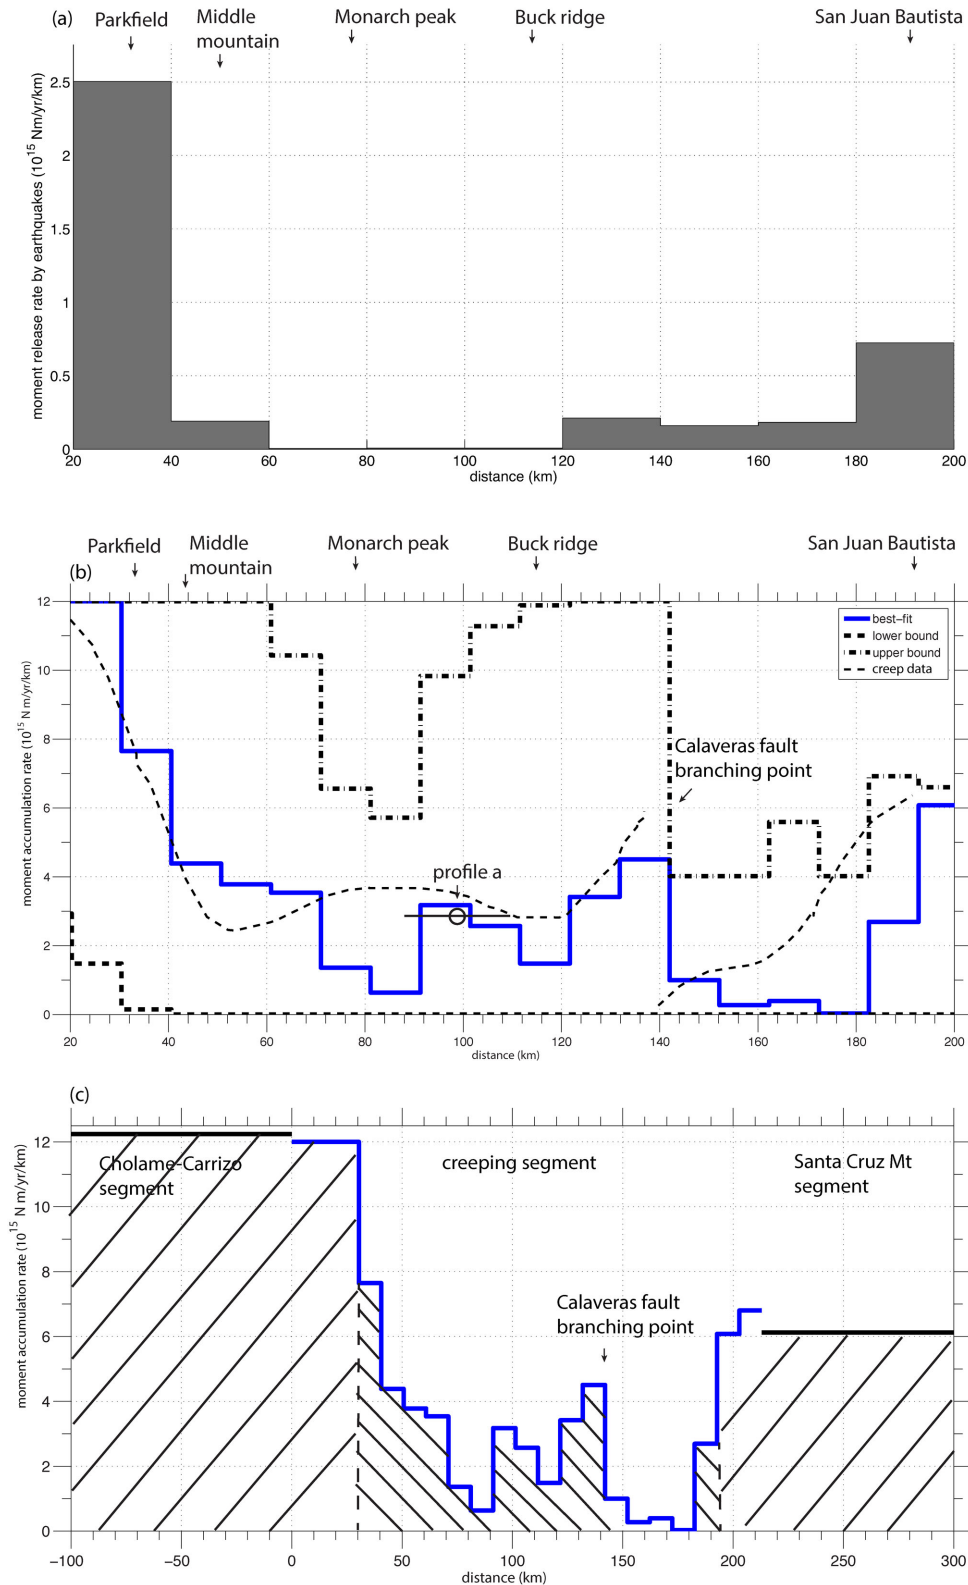 (a)
Parkfield
Middle
mountain
Monarch peak
Buck ridge
San Juan Bautista
moment release rate by earthquakes (10^15 Nm/yr/km)
2.5
2
1.5
1
0.5
0
20 40 60 80 100 120 140 160 180 200
distance (km)
(b)
Parkfield
Middle
mountain
Monarch peak
Buck ridge
San Juan Bautista
moment accumulation rate (10^15 N m/yr/km)
12
10
8
6
4
2
0
best-fit
lower bound
upper bound
creep data
Calaveras fault
branching point
profile a
20 40 60 80 100 120 140 160 180 200
distance (km)
(c)
moment accumulation rate (10^15 N m/yr/km)
12
10
8
6
4
2
0
Cholame-Carrizo
segment
creeping segment
Santa Cruz Mt
segment
Calaveras fault
branching point
-100 -50 0 50 100 150 200 250 300
distance (km)